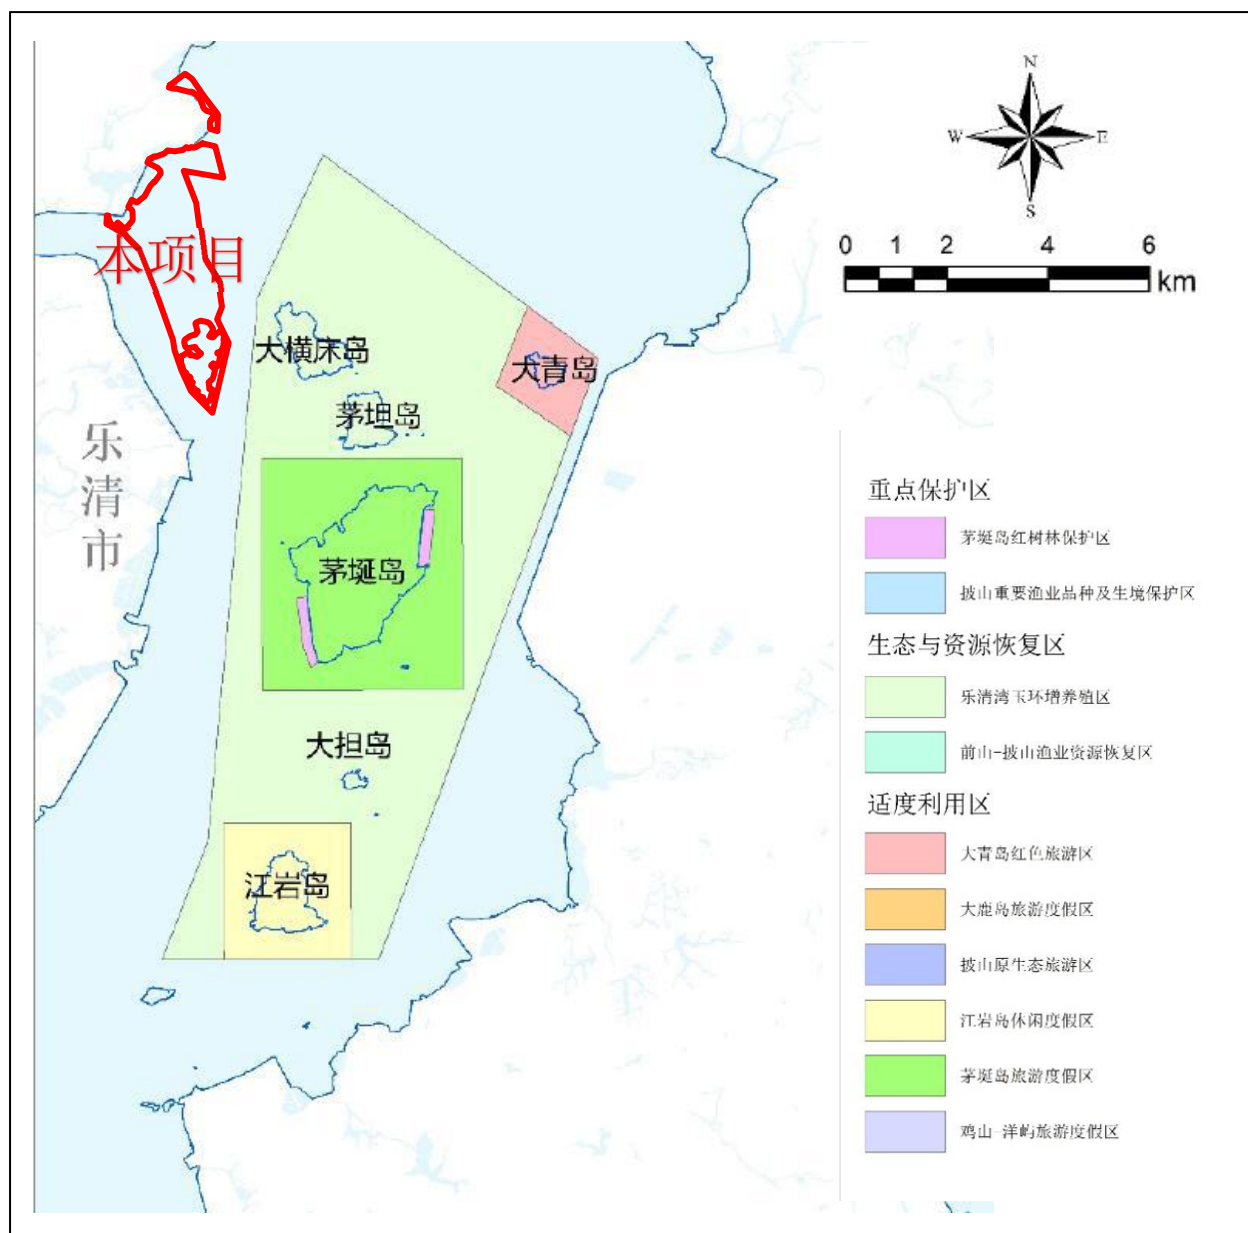 N
W
E
S
0 1 2 4 6
km
本项目
大横床岛
大青岛
茅坦岛
乐清市
茅埏岛
大担岛
江岩岛
重点保护区
茅埏岛红树林保护区
披山重要渔业品种及生境保护区
生态与资源恢复区
乐清湾玉环增养殖区
前山-披山渔业资源恢复区
适度利用区
大青岛红色旅游区
大鹿岛旅游度假区
披山原生态旅游区
江岩岛休闲度假区
茅埏岛旅游度假区
鸡山-洋屿旅游度假区